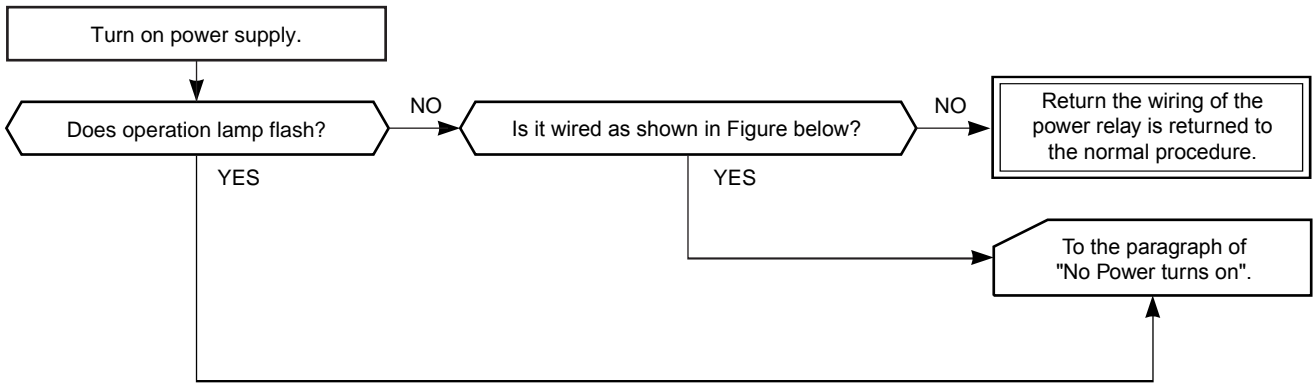 Turn on power supply.
Does operation lamp flash?
NO
Is it wired as shown in Figure below?
NO
Return the wiring of the
power relay is returned to
the normal procedure.
YES
YES
To the paragraph of
"No Power turns on".